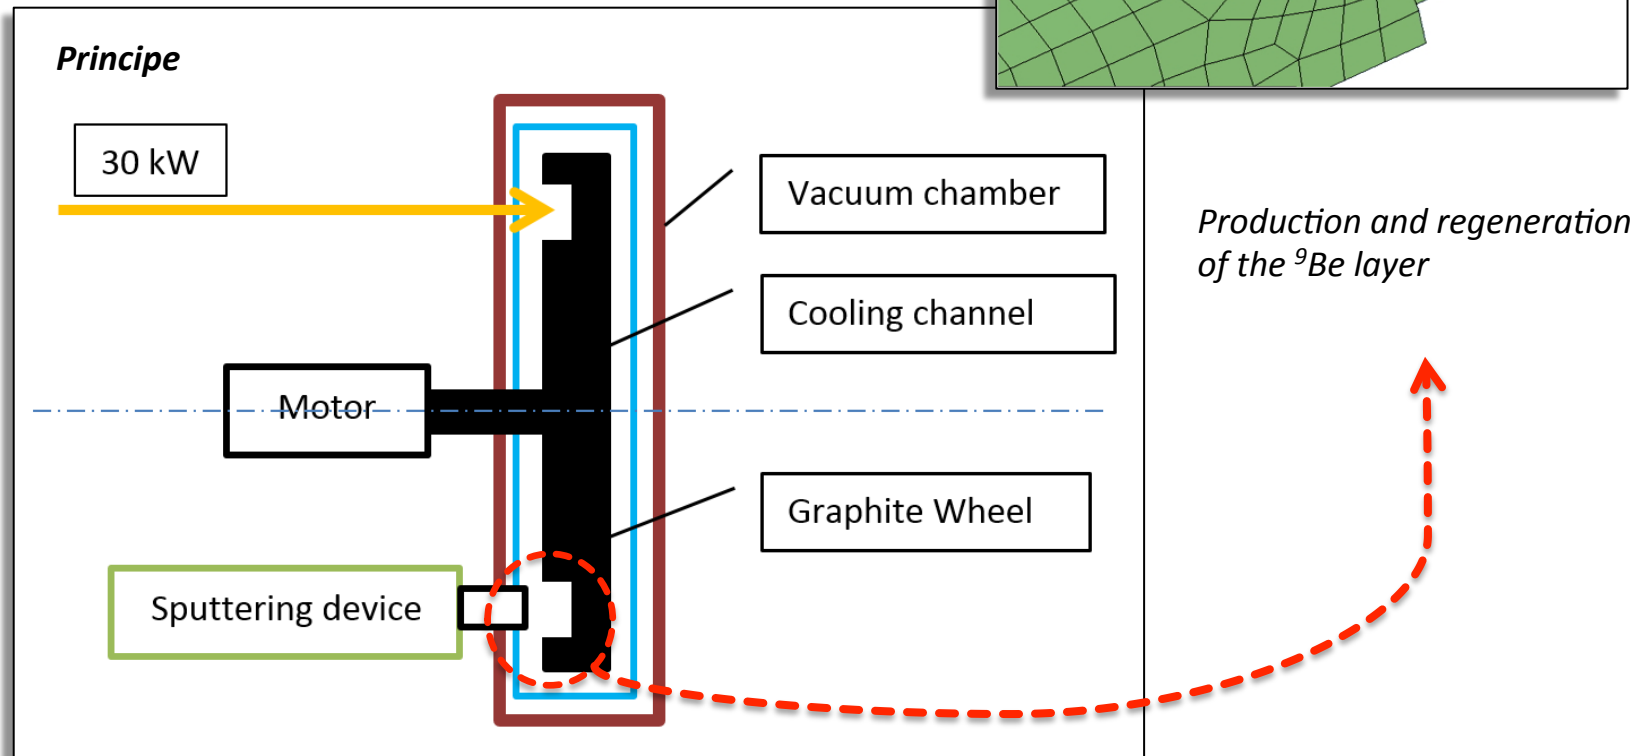 Principe
30 kW
Vacuum chamber
Production and regeneration
of the ⁹Be layer
Cooling channel
Motor
Graphite Wheel
Sputtering device